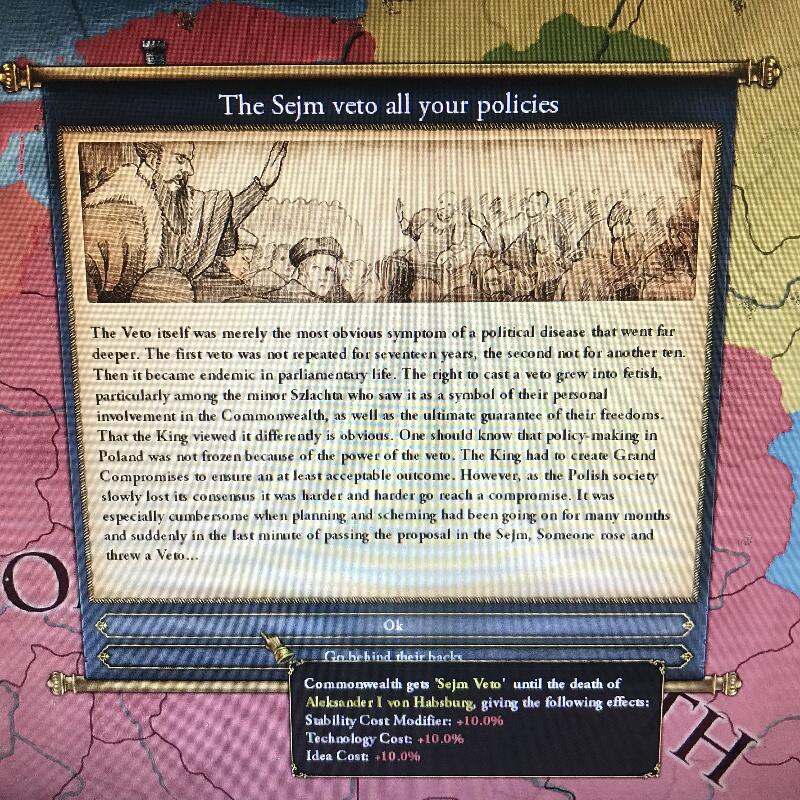 The Sejm veto all your policies
The Veto itself was merely the most obvious symptom of a political disease that went far
deeper. The first veto was not repeated for seventeen years, the second not for another ten.
Then it became endemic in parliamentary life. The right to cast a veto grew into fetish,
particularly among the minor Szlachta who saw it as a symbol of their personal
involvement in the Commonwealth, as well as the ultimate guarantee of their freedoms.
That the King viewed it differently is obvious. One should know that policy-making in
Poland was not frozen because of the power of the veto. The King had to create Grand
Compromises to ensure an at least acceptable outcome. However, as the Polish society
slowly lost its consensus it was harder and harder go reach a compromise. It was
especially cumbersome when planning and scheming had been going on for many months
and suddenly in the last minute of passing the proposal in the Sejm, Someone rose and
threw a Veto...
Ok
Go behind their backs
Commonwealth gets 'Sejm Veto' until the death of
Aleksander I von Habsburg, giving the following effects:
Stability Cost Modifier: +10.0%
Technology Cost: +10.0%
Idea Cost: +10.0%
O
TH